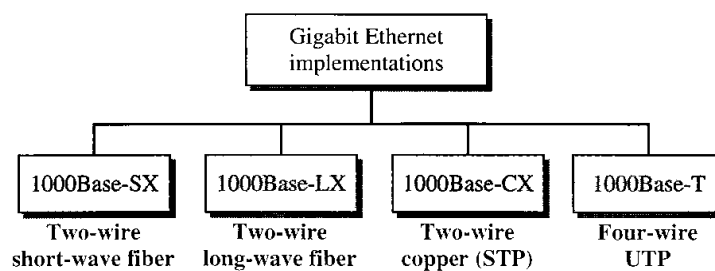 Gigabit Ethernet
implementations
1000Base-SX
1000Base-LX
1000Base-CX
1000Base-T
Two-wire
short-wave fiber
Two-wire
long-wave fiber
Two-wire
copper (STP)
Four-wire
UTP